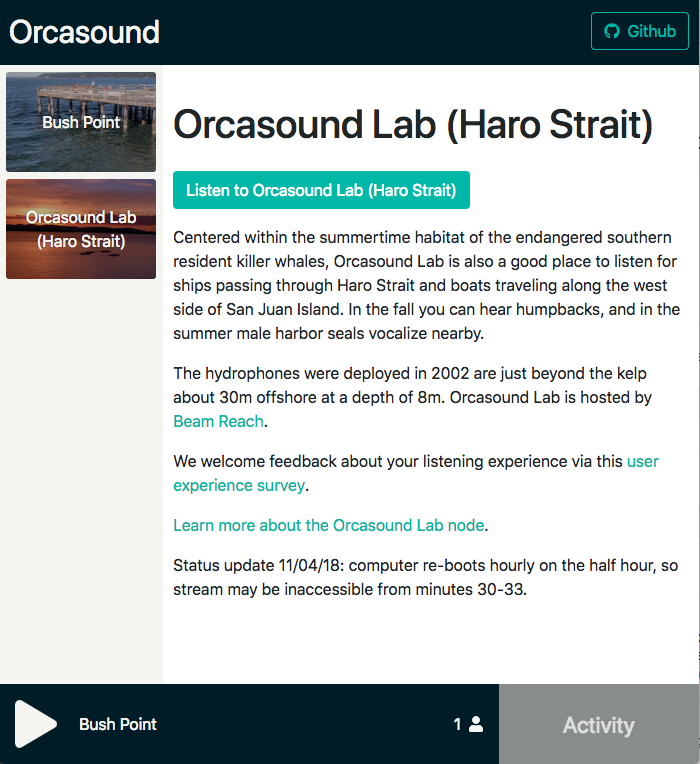 Orcasound
Github
Bush Point
Orcasound Lab
(Haro Strait)
Orcasound Lab (Haro Strait)
Listen to Orcasound Lab (Haro Strait)
Centered within the summertime habitat of the endangered southern
resident killer whales, Orcasound Lab is also a good place to listen for
ships passing through Haro Strait and boats traveling along the west
side of San Juan Island. In the fall you can hear humpbacks, and in the
summer male harbor seals vocalize nearby.
The hydrophones were deployed in 2002 are just beyond the kelp
about 30m offshore at a depth of 8m. Orcasound Lab is hosted by
Beam Reach.
We welcome feedback about your listening experience via this user
experience survey.
Learn more about the Orcasound Lab node.
Status update 11/04/18: computer re-boots hourly on the half hour, so
stream may be inaccessible from minutes 30-33.
Bush Point
1
Activity